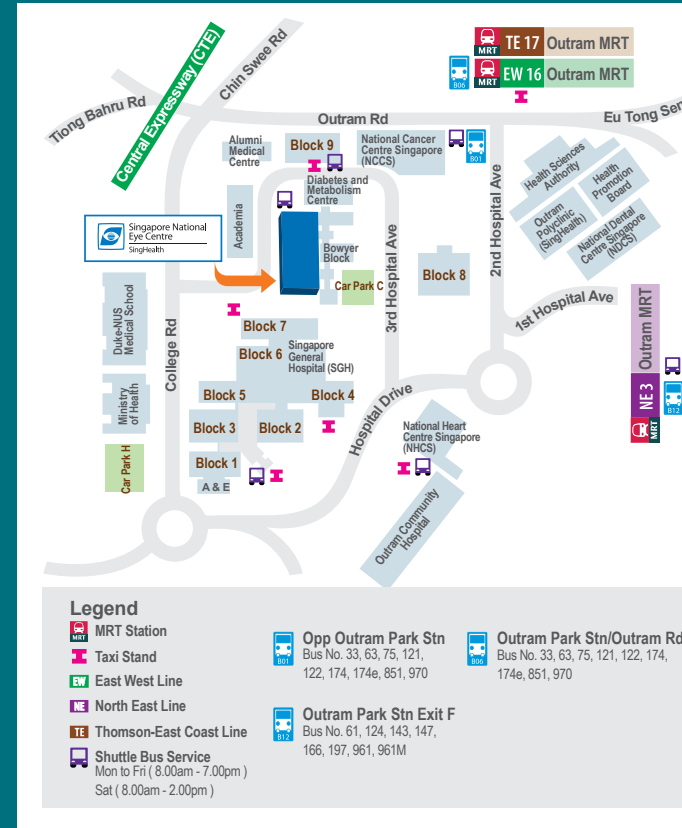 MRT TE 17 Outram MRT
B06 MRT EW 16 Outram MRT
Central Expressway (CTE)
Chin Swee Rd
Tiong Bahru Rd
Outram Rd
Eu Tong Sen
Alumni
Medical
Centre
Block 9
National Cancer
Centre Singapore
(NCCS)
B01
Health Sciences
Authority
Health
Promotion
Board
Outram
Polyclinic
(SingHealth)
National Dental
Centre Singapore
(NDCS)
Diabetes and
Metabolism
Centre
Academia
Singapore National
Eye Centre
SingHealth
Bowyer
Block
Car Park C
3rd Hospital Ave
2nd Hospital Ave
Block 8
1st Hospital Ave
Duke-NUS
Medical School
College Rd
Block 7
Block 6
Singapore
General
Hospital (SGH)
Outram MRT
NE3
MRT
B12
Ministry
of Health
Block 5
Block 4
Hospital Drive
Block 3
Block 2
National Heart
Centre Singapore
(NHCS)
Car Park H
Block 1
A & E
Outram Community
Hospital
Legend
MRT MRT Station
Taxi Stand
EW East West Line
NE North East Line
TE Thomson-East Coast Line
Shuttle Bus Service
Mon to Fri ( 8.00am - 7.00pm )
Sat ( 8.00am - 2.00pm )
B01
Opp Outram Park Stn
Bus No. 33, 63, 75, 121,
122, 174, 174e, 851, 970
B12
Outram Park Stn Exit F
Bus No. 61, 124, 143, 147,
166, 197, 961, 961M
B06
Outram Park Stn/Outram Rd
Bus No. 33, 63, 75, 121, 122, 174,
174e, 851, 970